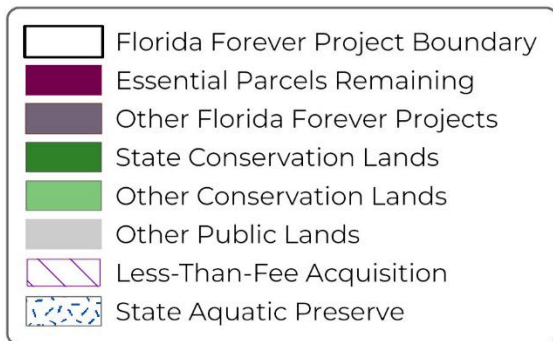 Florida Forever Project Boundary
Essential Parcels Remaining
Other Florida Forever Projects
State Conservation Lands
Other Conservation Lands
Other Public Lands
Less-Than-Fee Acquisition
State Aquatic Preserve